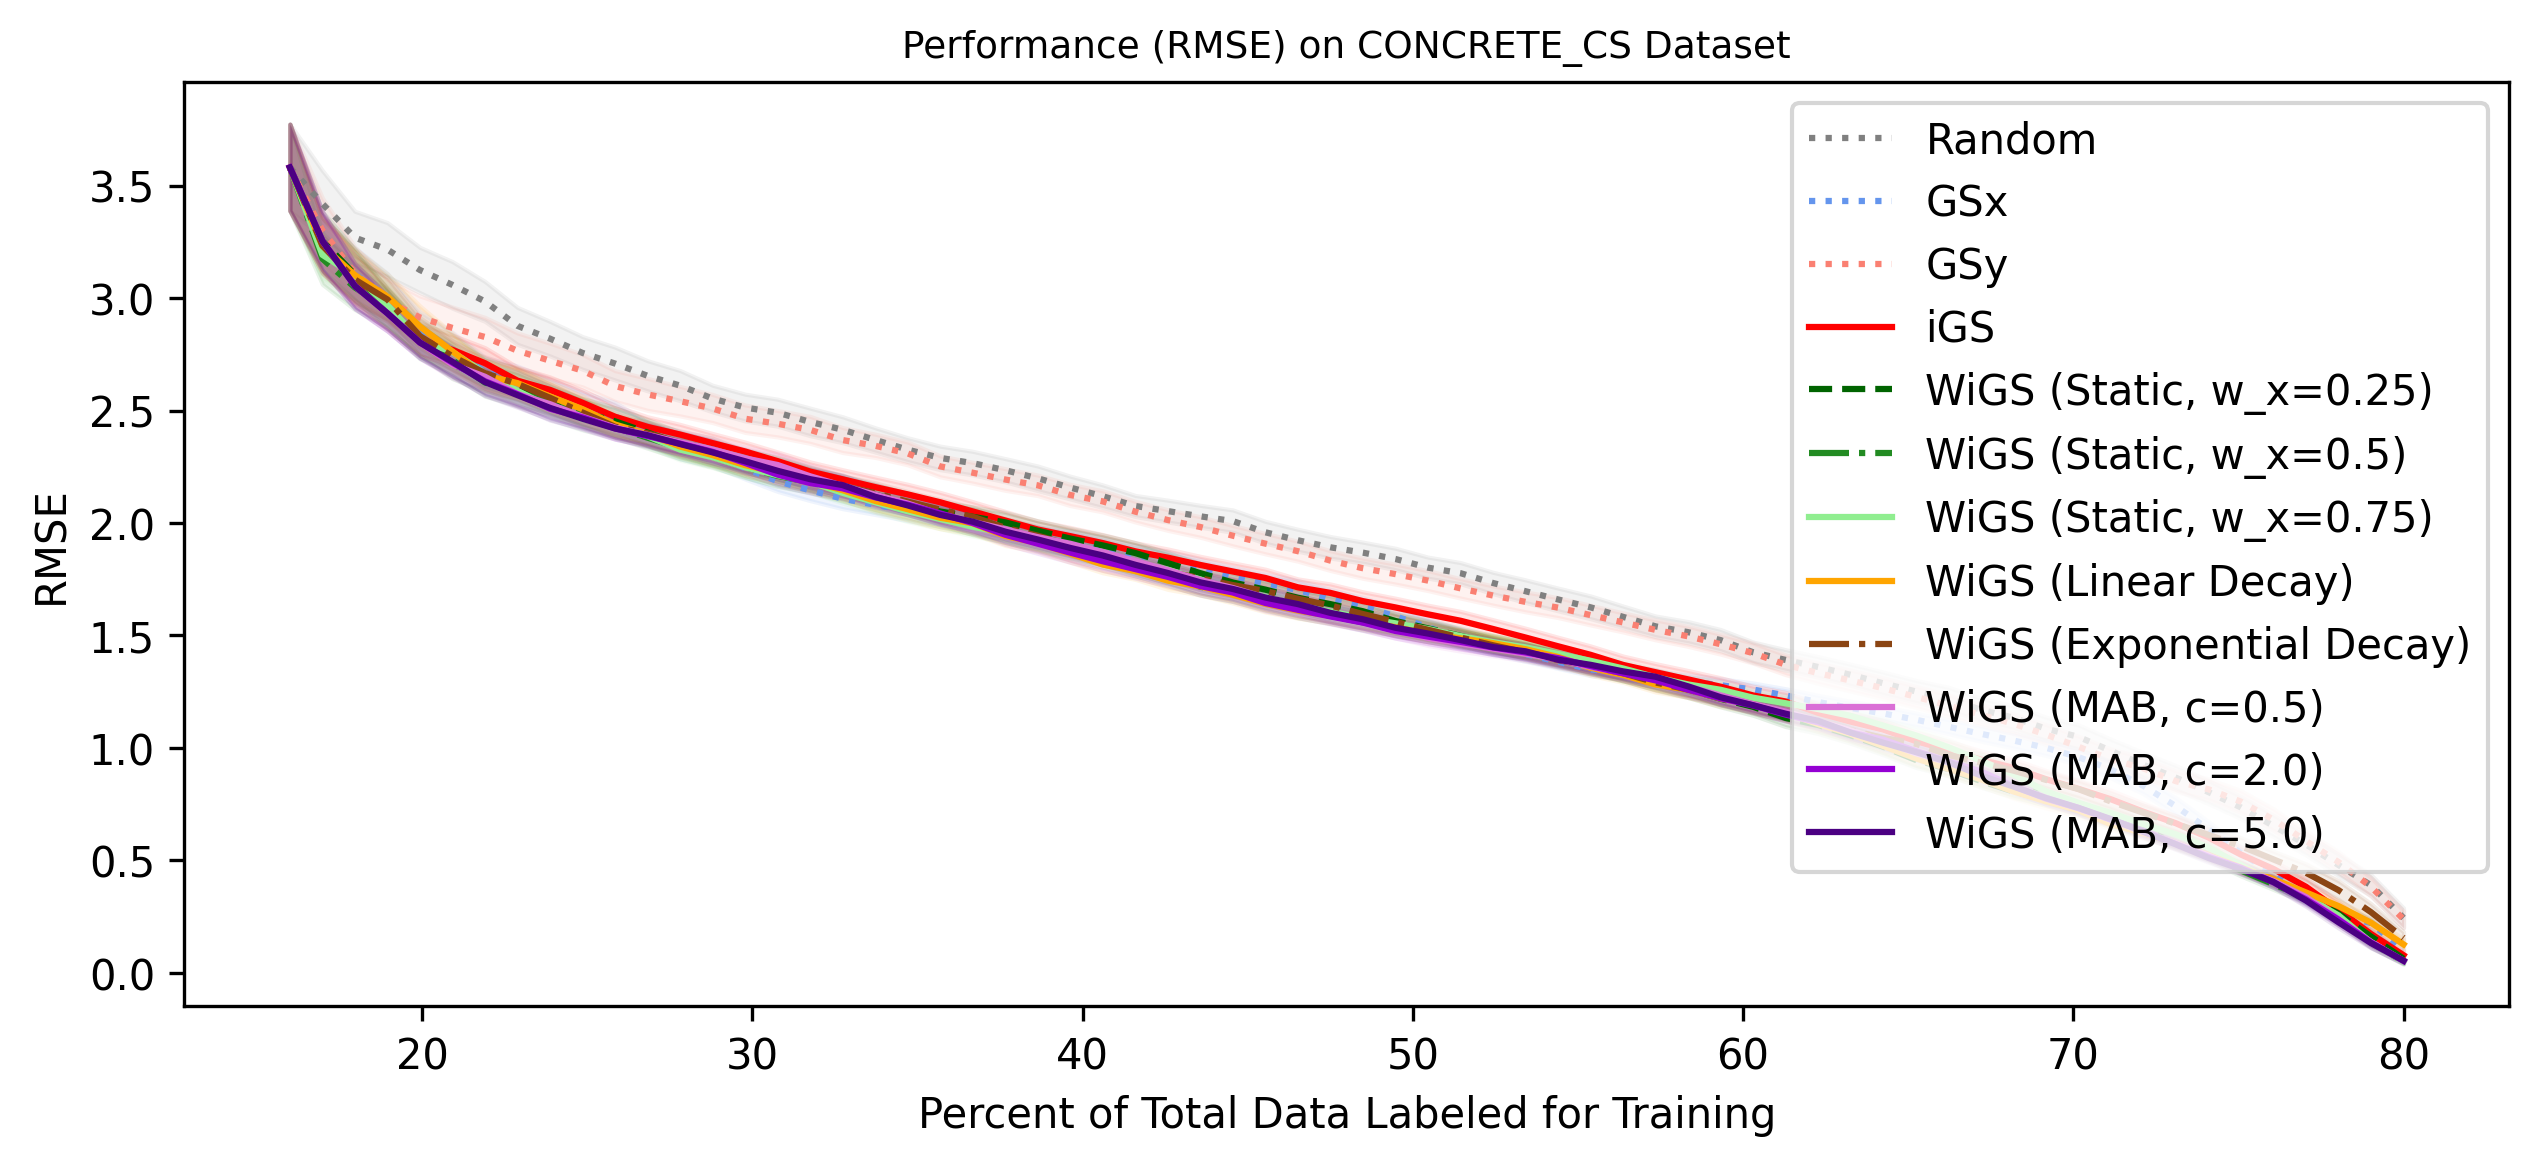 Performance (RMSE) on CONCRETE_CS Dataset
RMSE
3.5
3.0
2.5
2.0
1.5
1.0
0.5
0.0
Random
GSx
GSy
iGS
WiGS (Static, w_x=0.25)
WiGS (Static, w_x=0.5)
WiGS (Static, w_x=0.75)
WiGS (Linear Decay)
WiGS (Exponential Decay)
WiGS (MAB, c=0.5)
WiGS (MAB, c=2.0)
WiGS (MAB, c=5.0)
20 30 40 50 60 70 80
Percent of Total Data Labeled for Training